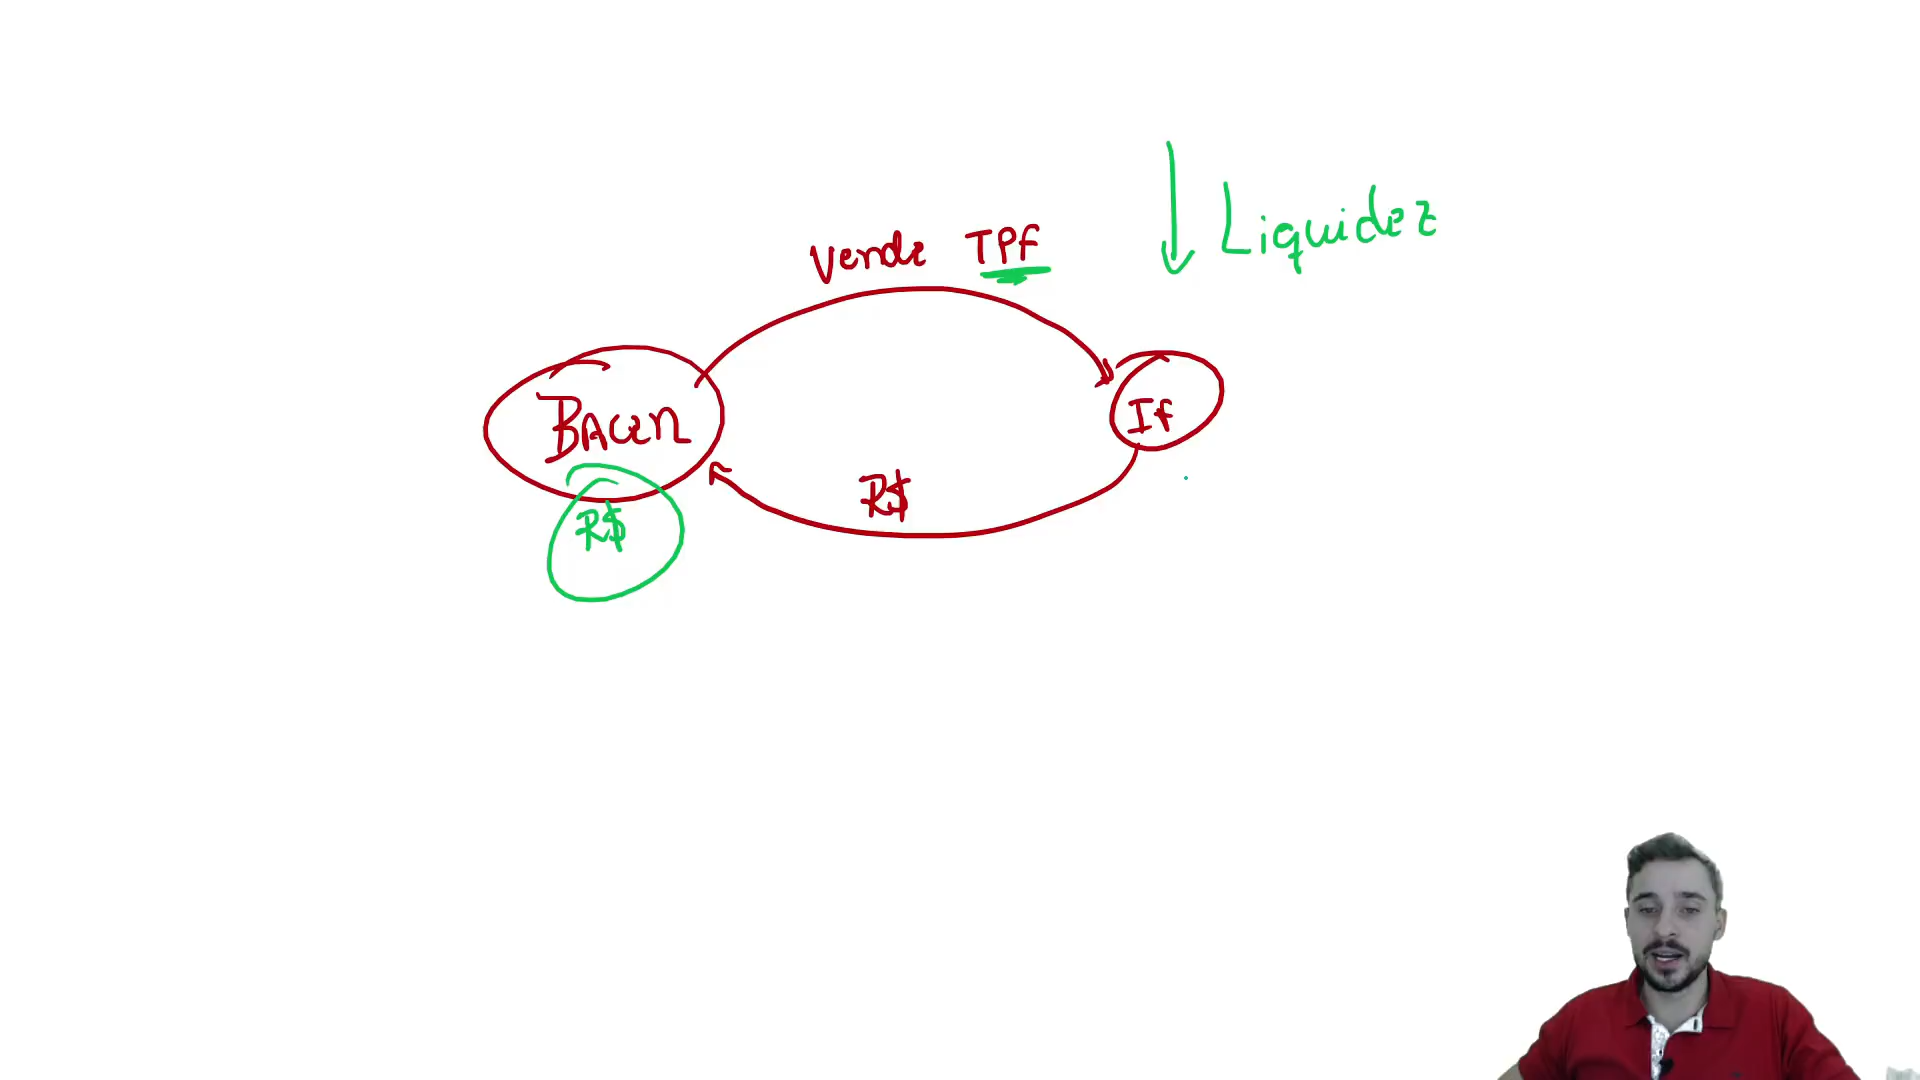 Liquidez
Vende TPF
BACEN
IF
R$
R$